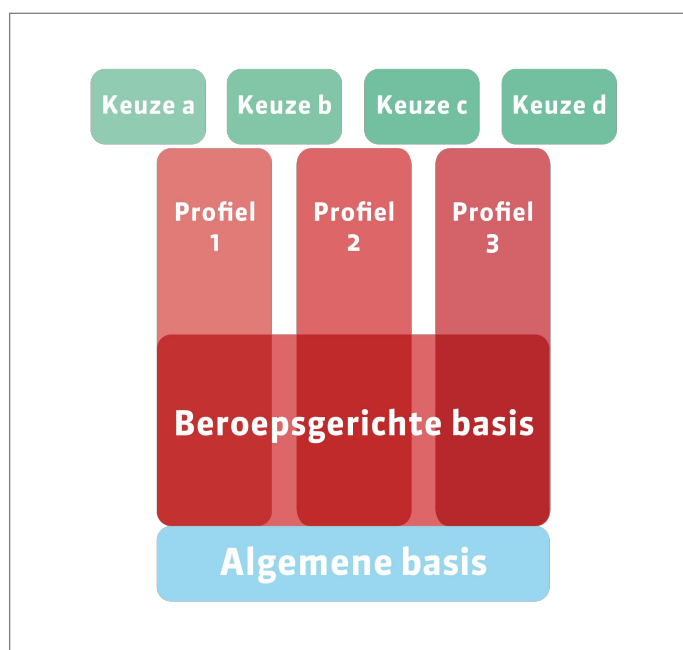 Keuze a Keuze b Keuze c Keuze d
Profiel 1
Profiel 2
Profiel 3
Beroepsgerichte basis
Algemene basis